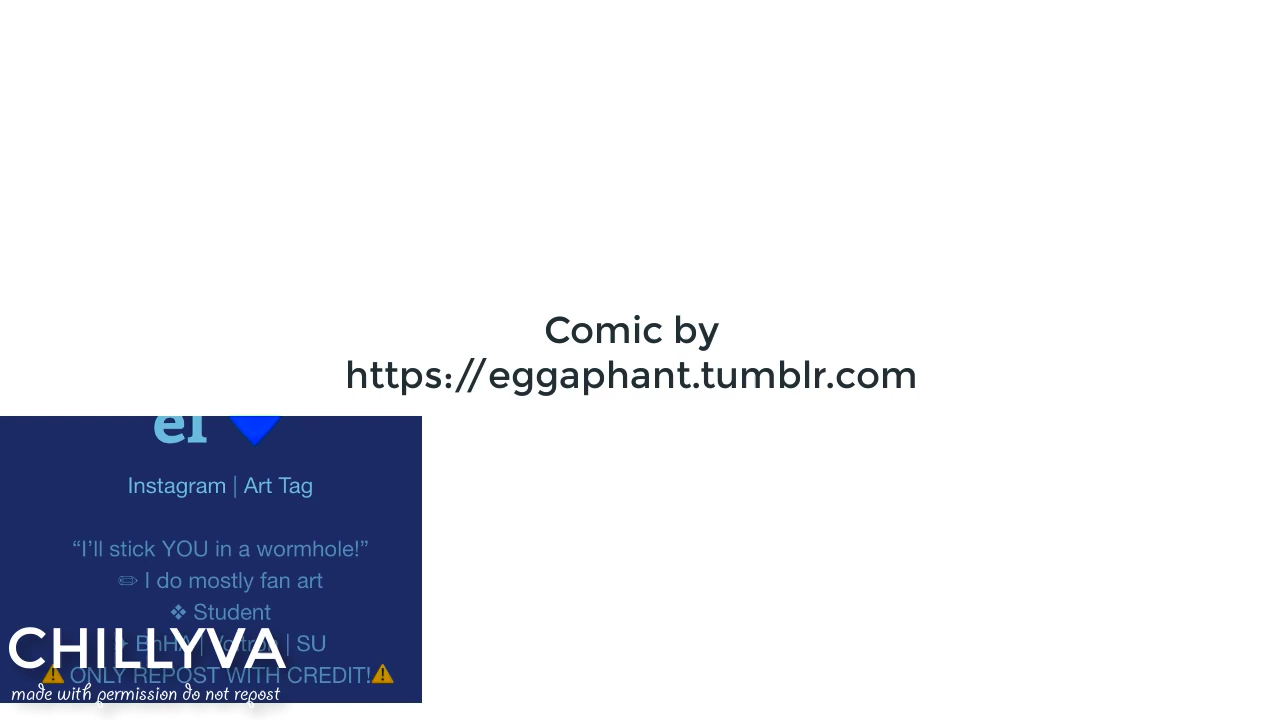 Comic by
https://eggaphant.tumblr.com
el 💙
Instagram | Art Tag
“I’ll stick YOU in a wormhole!”
✏ I do mostly fan art
❖ Student
BnHA | | SU
⚠ ONLY REPOST WITH CREDIT!⚠
CHILLYVA
made with permission do not repost